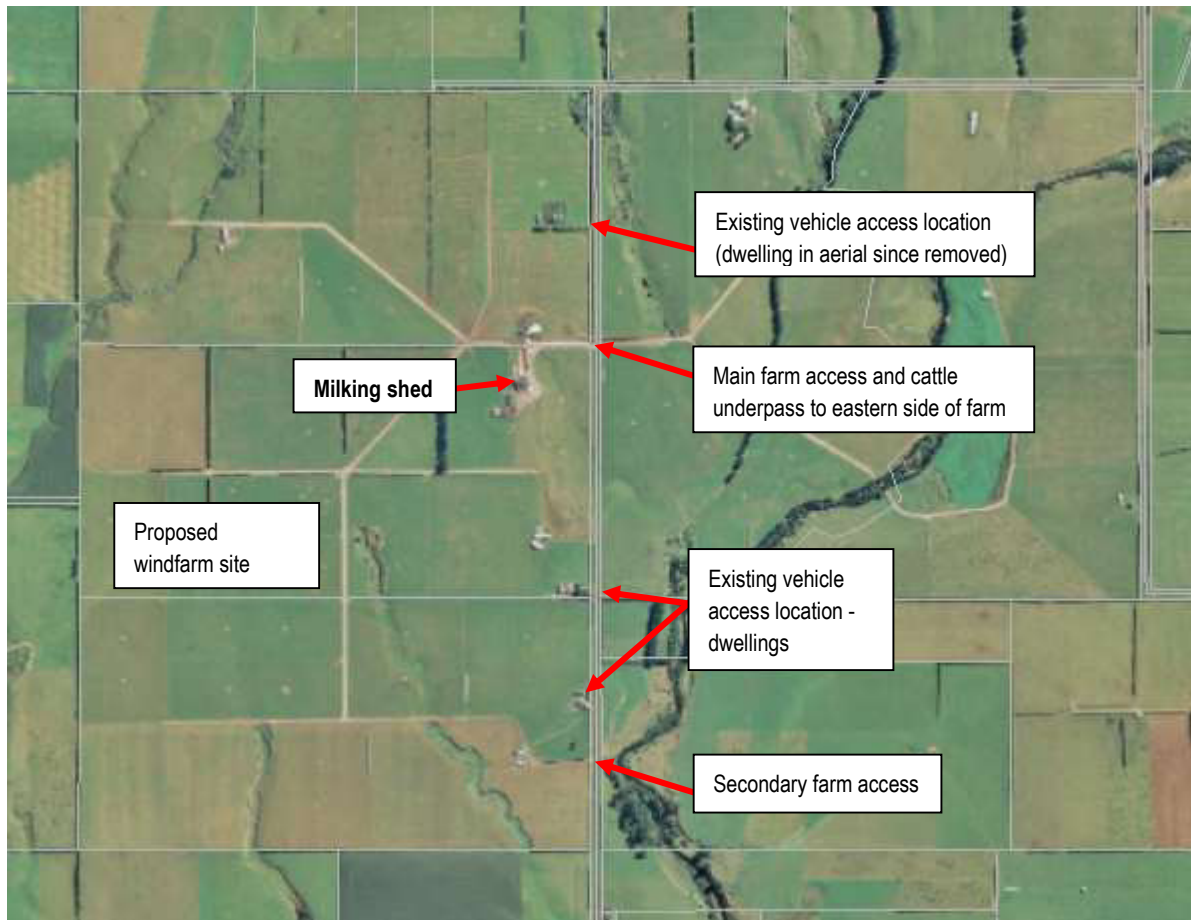 Existing vehicle access location
(dwelling in aerial since removed)
Milking shed
Main farm access and cattle
underpass to eastern side of farm
Proposed
windfarm site
Existing vehicle
access location -
dwellings
Secondary farm access